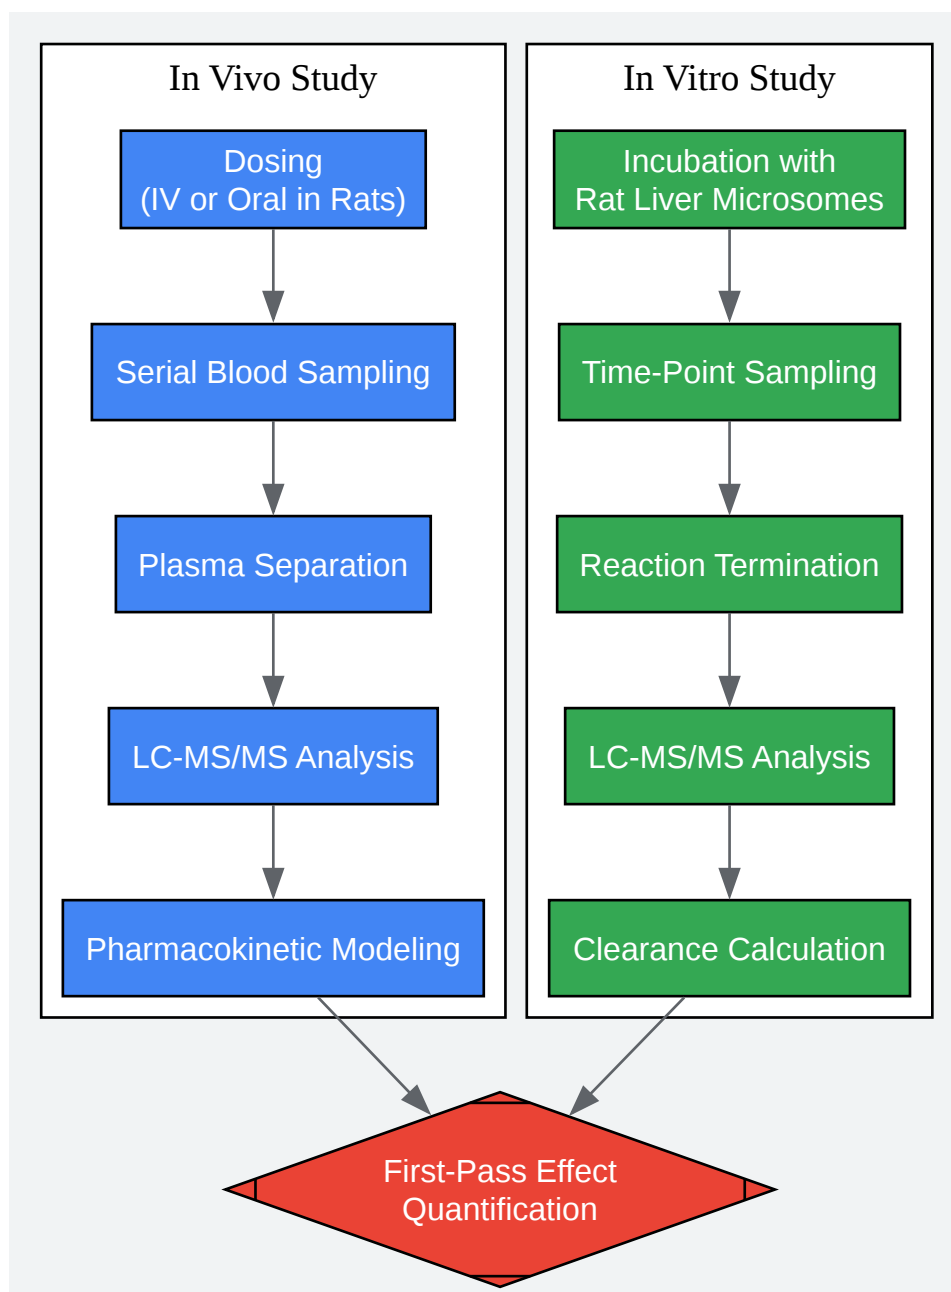 In Vivo Study
Dosing
(IV or Oral in Rats)
Serial Blood Sampling
Plasma Separation
LC-MS/MS Analysis
Pharmacokinetic Modeling
In Vitro Study
Incubation with
Rat Liver Microsomes
Time-Point Sampling
Reaction Termination
LC-MS/MS Analysis
Clearance Calculation
First-Pass Effect
Quantification